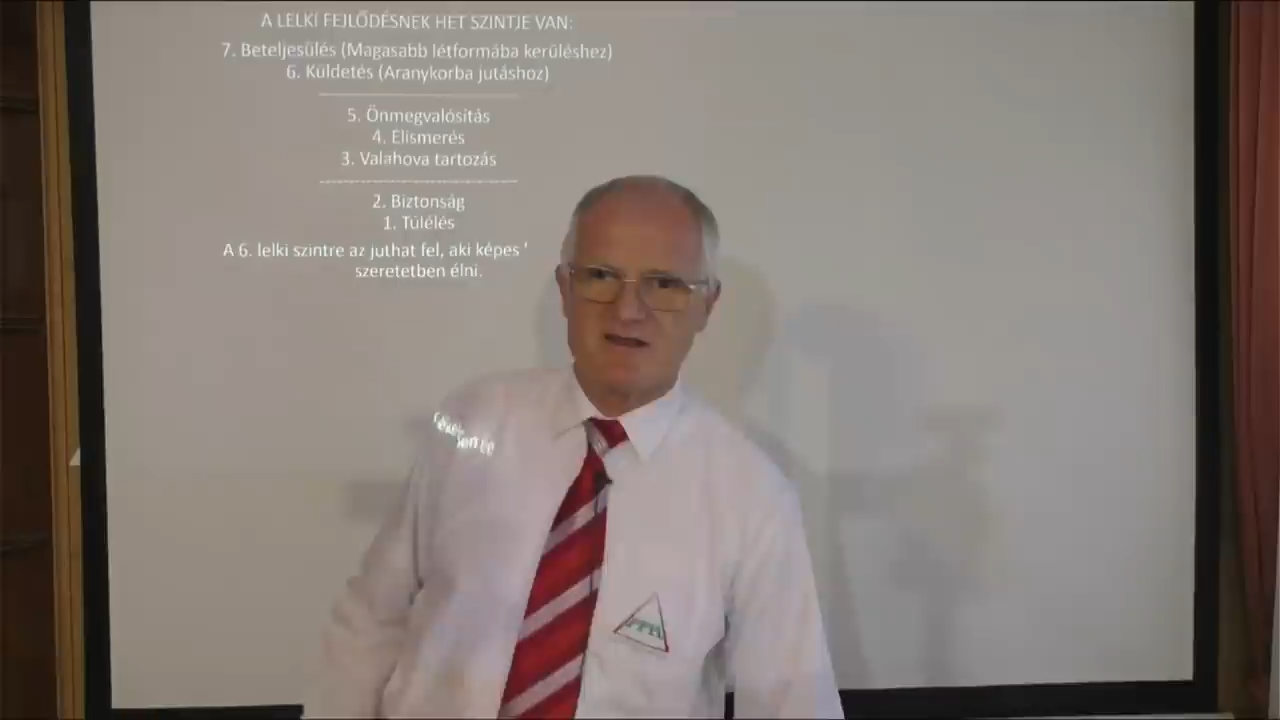 A LELKI FEJLŐDÉSNEK HÉT SZINTJE VAN:
7. Beteljesülés (Magasabb létformába kerüléshez)
6. Küldetés (Aranykorba jutáshoz)
5. Önmegvalósítás
4. Elismerés
3. Valahova tartozás
2. Biztonság
1. Túlélés
A 6. lelki szintre az juthat fel, aki képes
szeretetben élni.